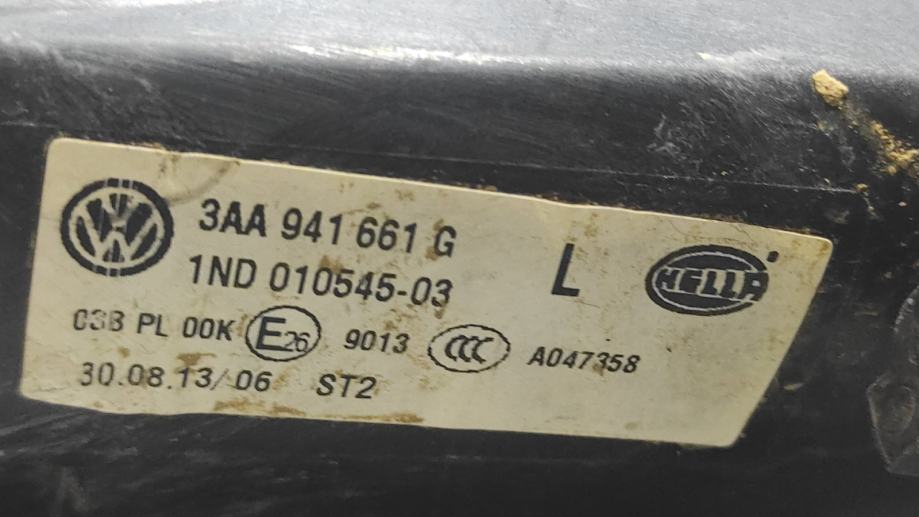 3AA 941 661 G
1ND 010545-03
L
HELLA
03B PL 00K E26 9013 CCC A047358
30.08.13/06 ST2